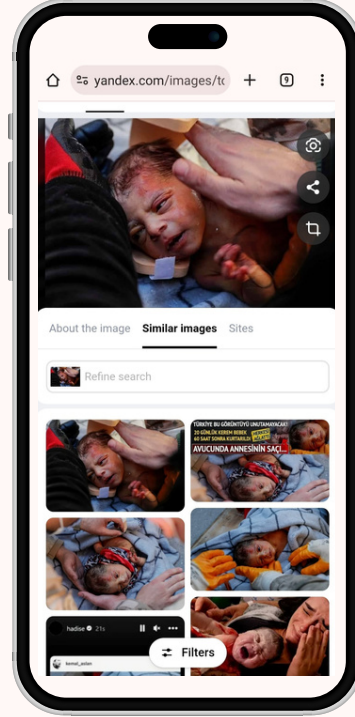 yandex.com/images/to
9
About the image Similar images Sites
Refine search
TÜRKİYE BU GÖRÜNTÜYÜ UNUTAMAYACAK!
20 GÜNLÜK KEREM BEBEK
60 SAAT SONRA KURTARILDI
AVUCUNDA ANNESİNİN SAÇI...
hadise 21s
kemal_aslan
Filters